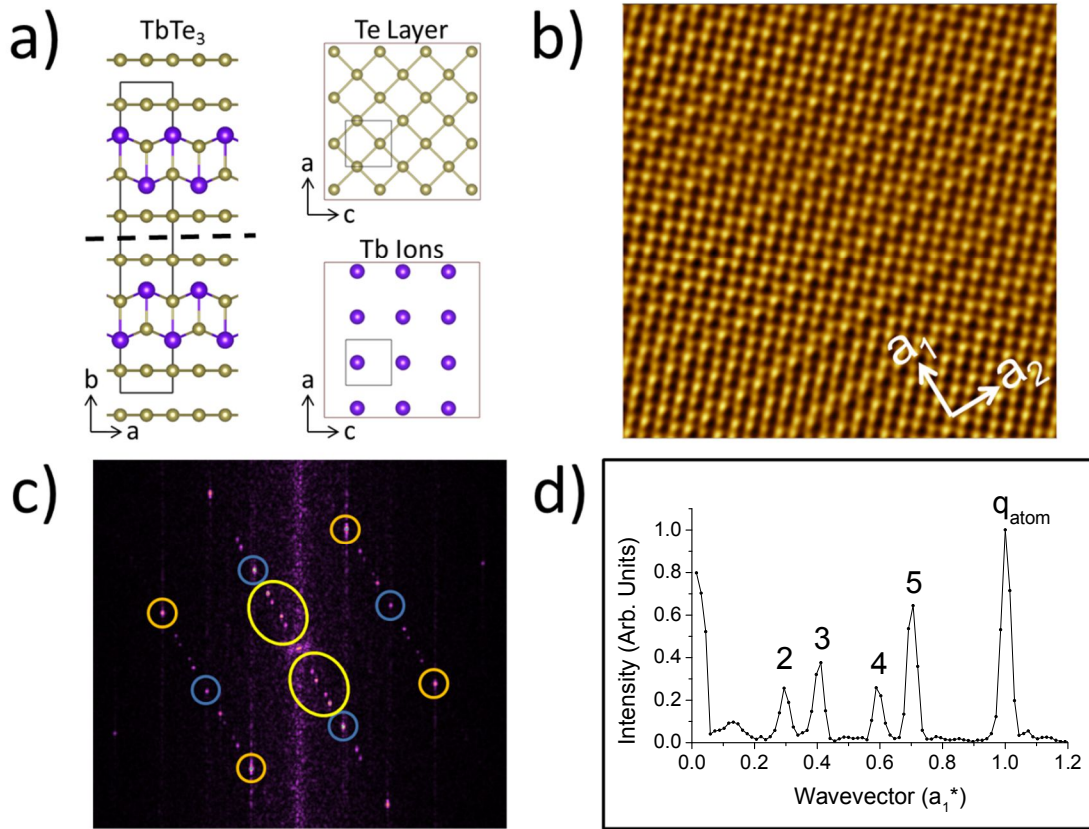 a)
TbTe₃
b
a
Te Layer
a
c
Tb Ions
a
c
b)
a₁
a₂
c)
d)
Intensity (Arb. Units)
1.0
0.8
0.6
0.4
0.2
0.0
2
3
4
5
q_atom
0.0 0.2 0.4 0.6 0.8 1.0 1.2
Wavevector (a₁*)